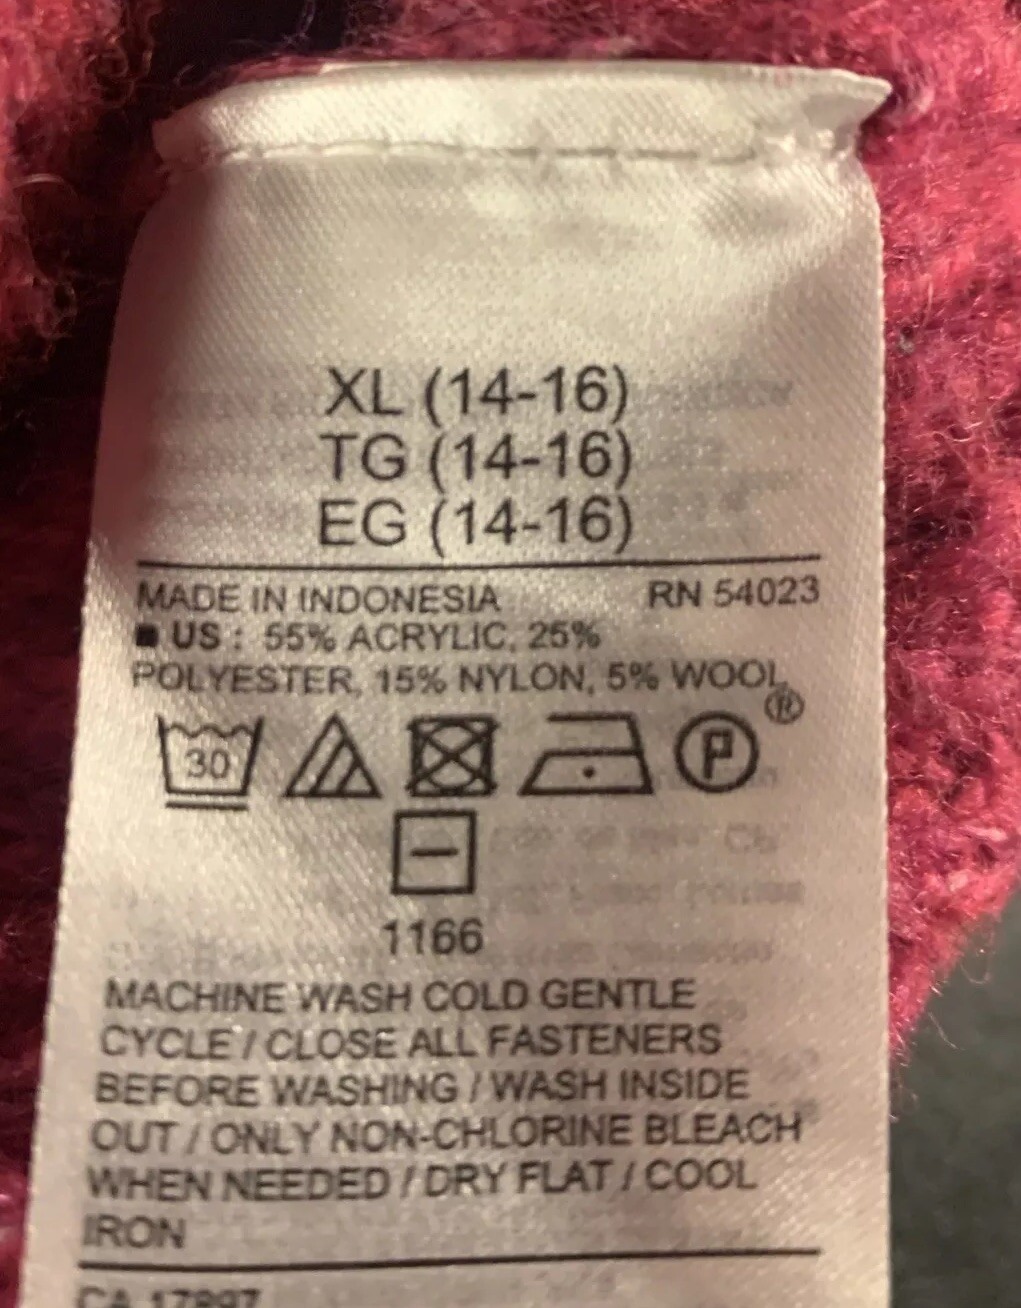 XL (14-16)
TG (14-16)
EG (14-16)
MADE IN INDONESIA RN 54023
■ US : 55% ACRYLIC, 25%
POLYESTER, 15% NYLON, 5% WOOL
®
30 P
1166
MACHINE WASH COLD GENTLE
CYCLE / CLOSE ALL FASTENERS
BEFORE WASHING / WASH INSIDE
OUT / ONLY NON-CHLORINE BLEACH
WHEN NEEDED / DRY FLAT / COOL
IRON
CA 17897